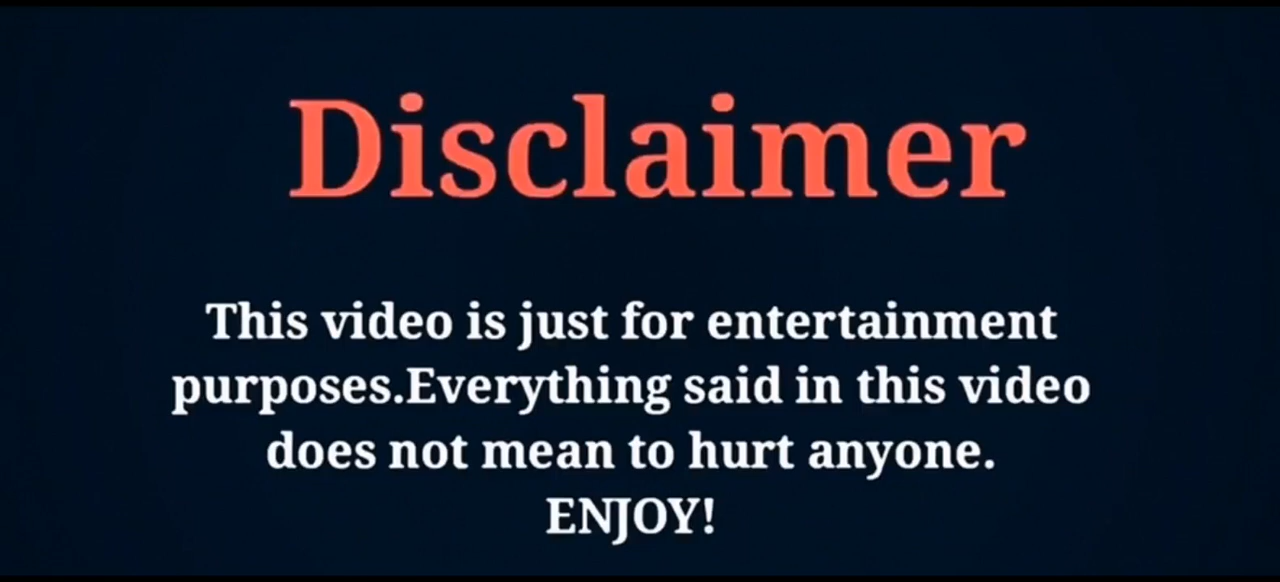 Disclaimer
This video is just for entertainment
purposes.Everything said in this video
does not mean to hurt anyone.
ENJOY!